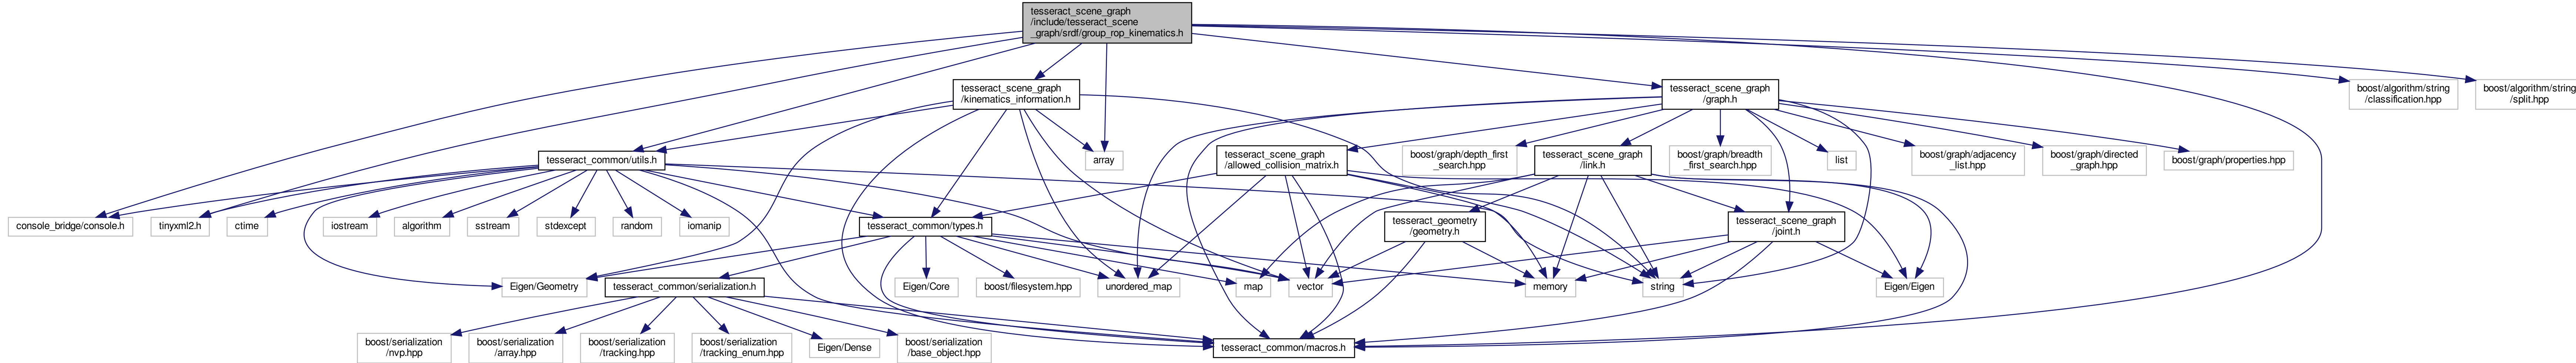 tesseract_scene_graph
/include/tesseract_scene
_graph/srdf/group_rop_kinematics.h
tesseract_scene_graph
/kinematics_information.h
tesseract_scene_graph
/graph.h
boost/algorithm/string
/classification.hpp
boost/algorithm/string
/split.hpp
tesseract_common/utils.h
array
tesseract_scene_graph
/allowed_collision_matrix.h
boost/graph/depth_first
_search.hpp
tesseract_scene_graph
/link.h
boost/graph/breadth
_first_search.hpp
list
boost/graph/adjacency
_list.hpp
boost/graph/directed
_graph.hpp
boost/graph/properties.hpp
console_bridge/console.h
tinyxml2.h
ctime
iostream
algorithm
sstream
stdexcept
random
iomanip
tesseract_common/types.h
tesseract_geometry
/geometry.h
tesseract_scene_graph
/joint.h
Eigen/Geometry
tesseract_common/serialization.h
Eigen/Core
boost/filesystem.hpp
unordered_map
map
vector
memory
string
Eigen/Eigen
boost/serialization
/nvp.hpp
boost/serialization
/array.hpp
boost/serialization
/tracking.hpp
boost/serialization
/tracking_enum.hpp
Eigen/Dense
boost/serialization
/base_object.hpp
tesseract_common/macros.h